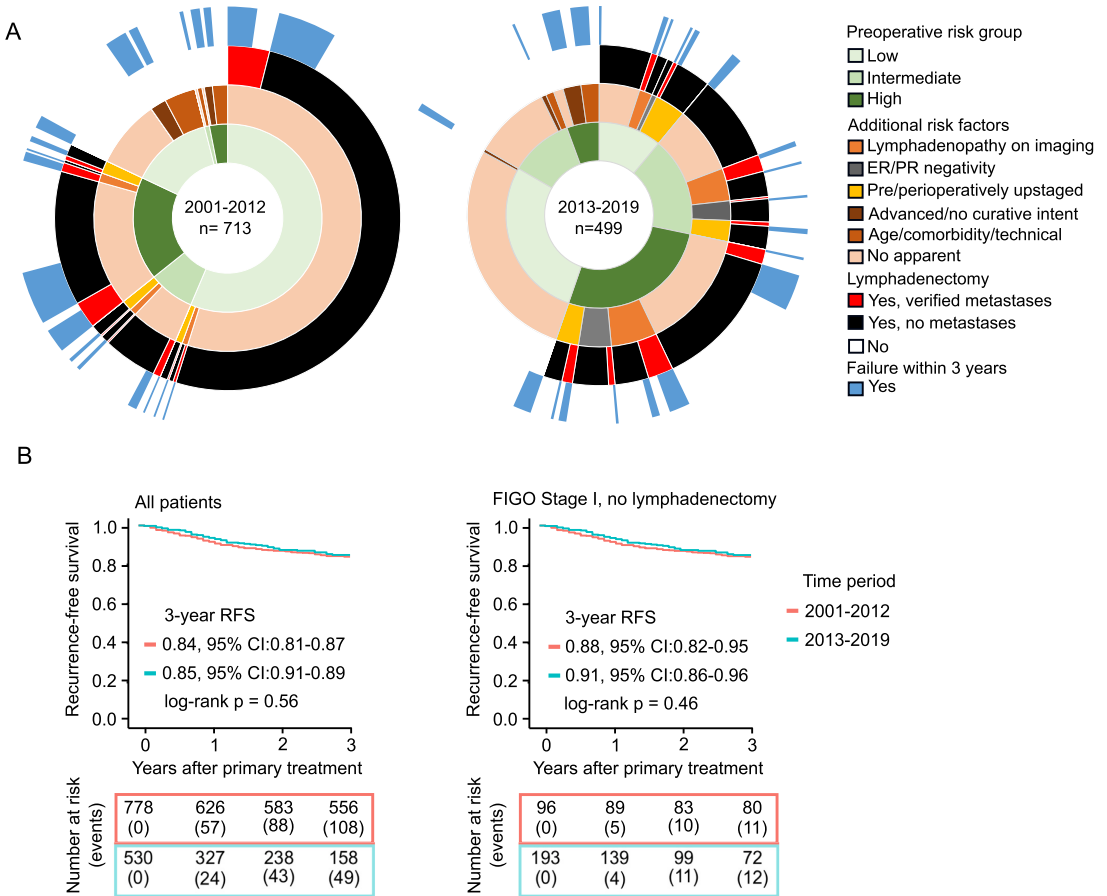 A
2001-2012
n= 713
2013-2019
n=499
Preoperative risk group
Low
Intermediate
High
Additional risk factors
Lymphadenopathy on imaging
ER/PR negativity
Pre/perioperatively upstaged
Advanced/no curative intent
Age/comorbidity/technical
No apparent
Lymphadenectomy
Yes, verified metastases
Yes, no metastases
No
Failure within 3 years
Yes
B
All patients
Recurrence-free survival
1.0
0.8
0.6
0.4
0.2
0.0
3-year RFS
0.84, 95% CI:0.81-0.87
0.85, 95% CI:0.91-0.89
log-rank p = 0.56
0 1 2 3
Years after primary treatment
Number at risk
(events)
778 626 583 556
(0) (57) (88) (108)
530 327 238 158
(0) (24) (43) (49)
FIGO Stage I, no lymphadenectomy
Recurrence-free survival
1.0
0.8
0.6
0.4
0.2
0.0
3-year RFS
0.88, 95% CI:0.82-0.95
0.91, 95% CI:0.86-0.96
log-rank p = 0.46
0 1 2 3
Years after primary treatment
Number at risk
(events)
96 89 83 80
(0) (5) (10) (11)
193 139 99 72
(0) (4) (11) (12)
Time period
2001-2012
2013-2019